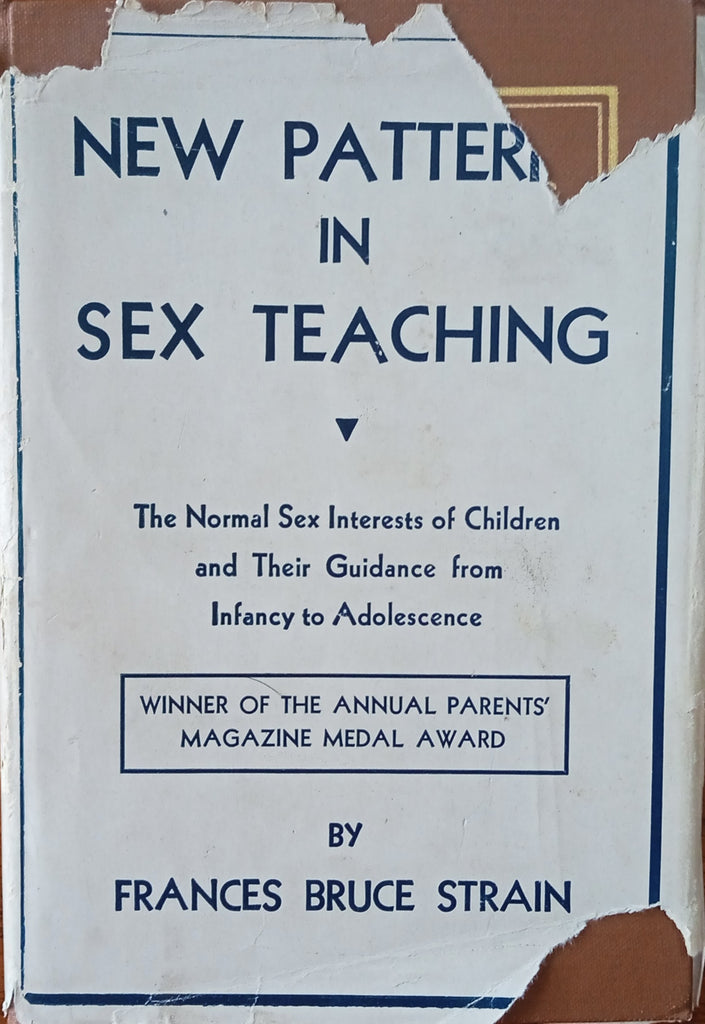 NEW PATTER
IN
SEX TEACHING
The Normal Sex Interests of Children
and Their Guidance from
Infancy to Adolescence
WINNER OF THE ANNUAL PARENTS'
MAGAZINE MEDAL AWARD
BY
FRANCES BRUCE STRAIN